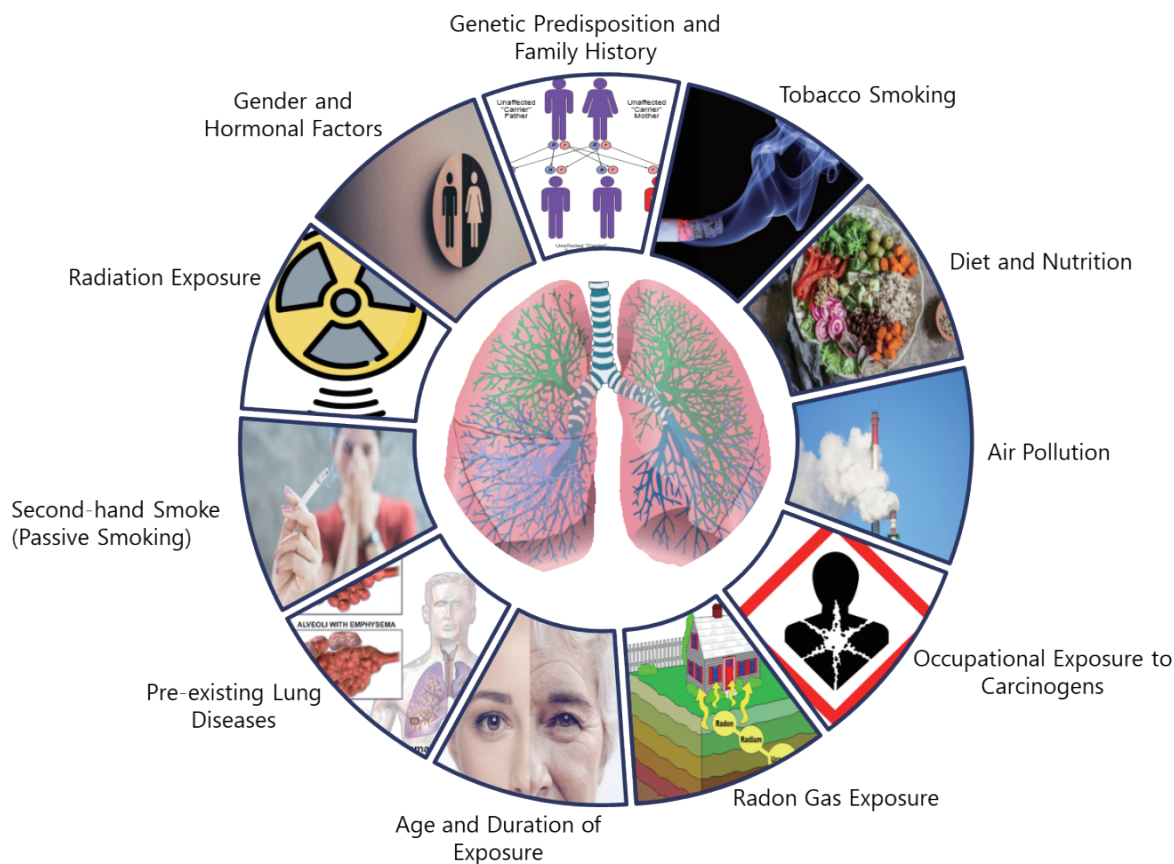 Genetic Predisposition and
Family History
Tobacco Smoking
Diet and Nutrition
Air Pollution
Occupational Exposure to
Carcinogens
Radon Gas Exposure
Age and Duration of
Exposure
Pre-existing Lung
Diseases
Second-hand Smoke
(Passive Smoking)
Radiation Exposure
Gender and
Hormonal Factors
Unaffected
"Carrier"
Father
Unaffected
"Carrier"
Mother
Unaffected "Carrier"
Radon
Radium
ALVEOLI WITH EMPHYSEMA